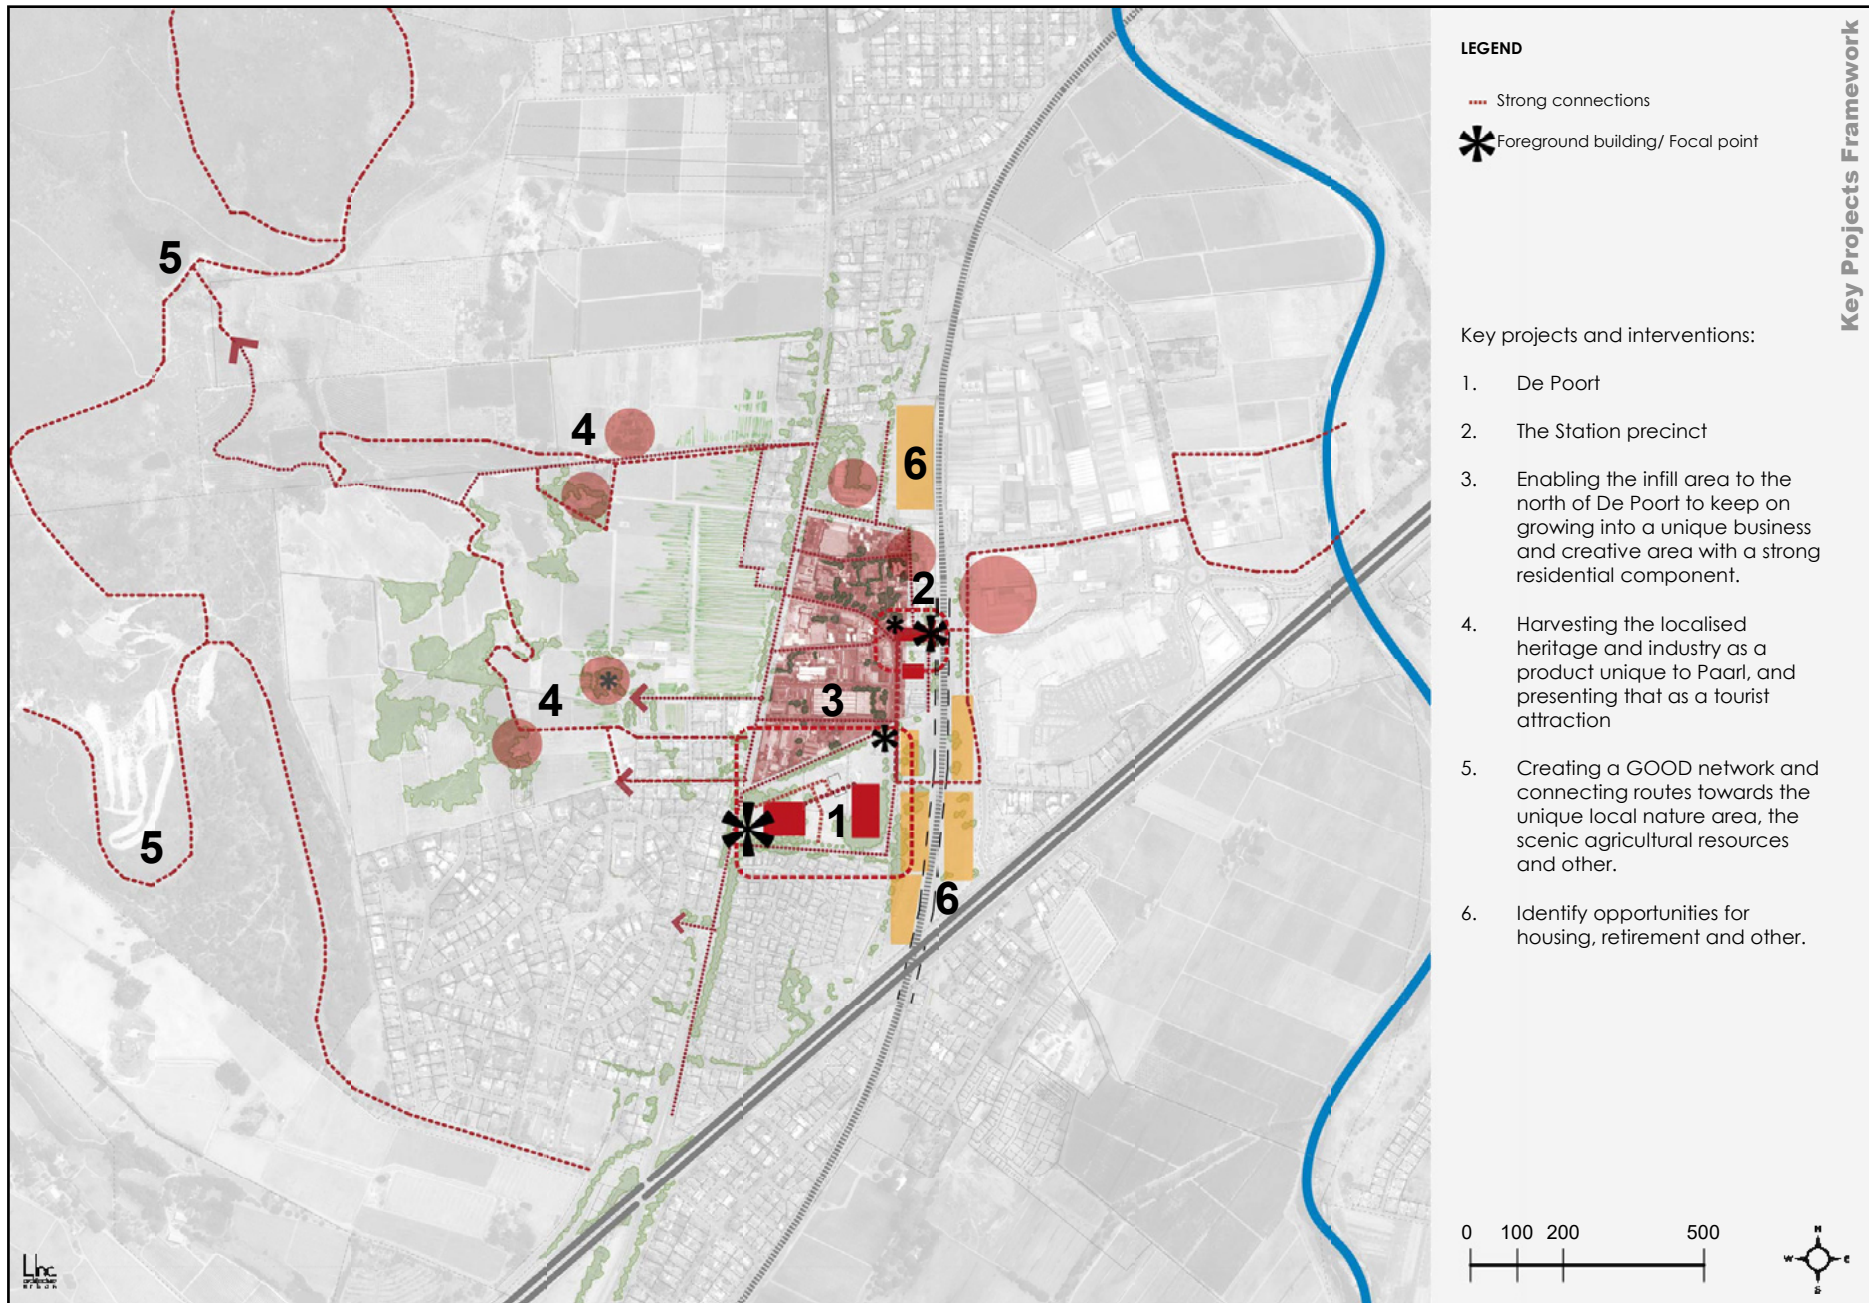 LEGEND
Strong connections
Foreground building/ Focal point
Key Projects Framework
Key projects and interventions:
1. De Poort
2. The Station precinct
3. Enabling the infill area to the
north of De Poort to keep on
growing into a unique business
and creative area with a strong
residential component.
4. Harvesting the localised
heritage and industry as a
product unique to Paarl, and
presenting that as a tourist
attraction
5. Creating a GOOD network and
connecting routes towards the
unique local nature area, the
scenic agricultural resources
and other.
6. Identify opportunities for
housing, retirement and other.
0 100 200 500
N
W E
S
5
4
6
2
4
3
1
5
6